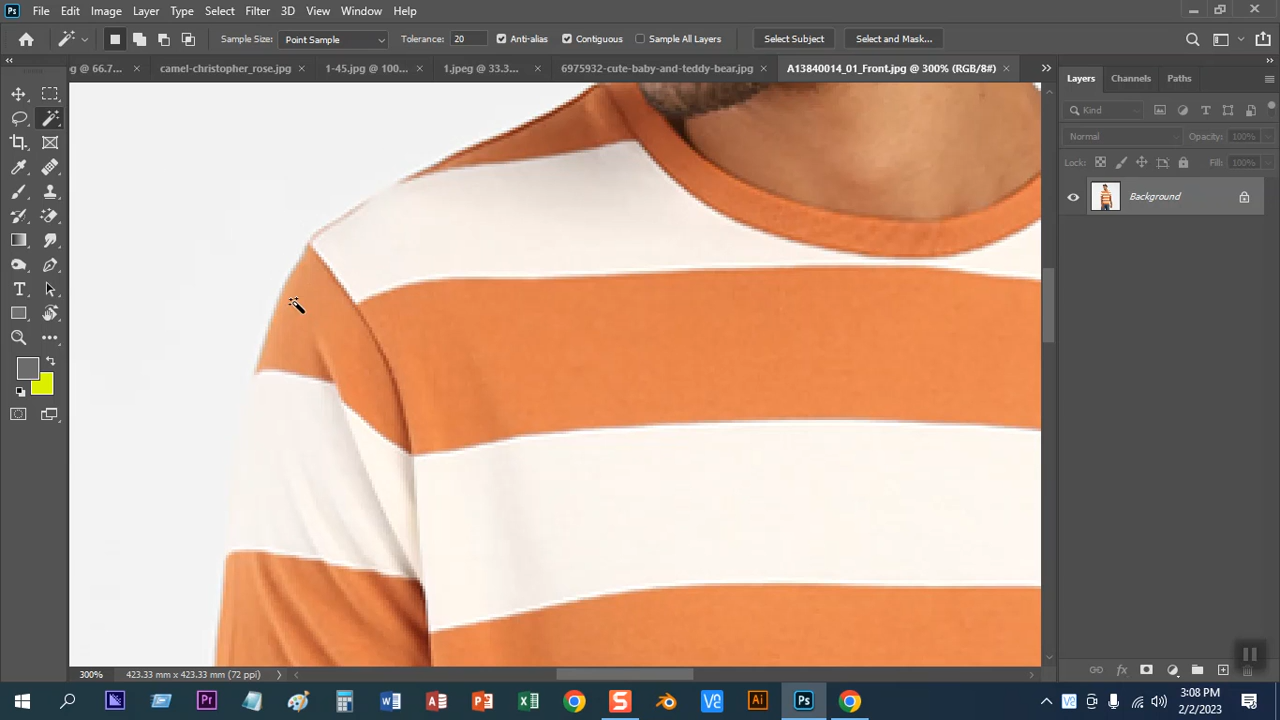 Ps File Edit Image Layer Type Select Filter 3D View Window Help
Sample Size: Point Sample Tolerance: 20 Anti-alias Contiguous Sample All Layers Select Subject Select and Mask...
g @ 66.7... × camel-christopher_rose.jpg × 1-45.jpg @ 100... × 1.jpeg @ 33.3... × 6975932-cute-baby-and-teddy-bear.jpg × A13840014_01_Front.jpg @ 300% (RGB/8#) ×
Layers Channels Paths
Kind
Normal Opacity: 100%
Lock: Fill: 100%
Background
300% 423.33 mm x 423.33 mm (72 ppi)
3:08 PM
2/2/2023